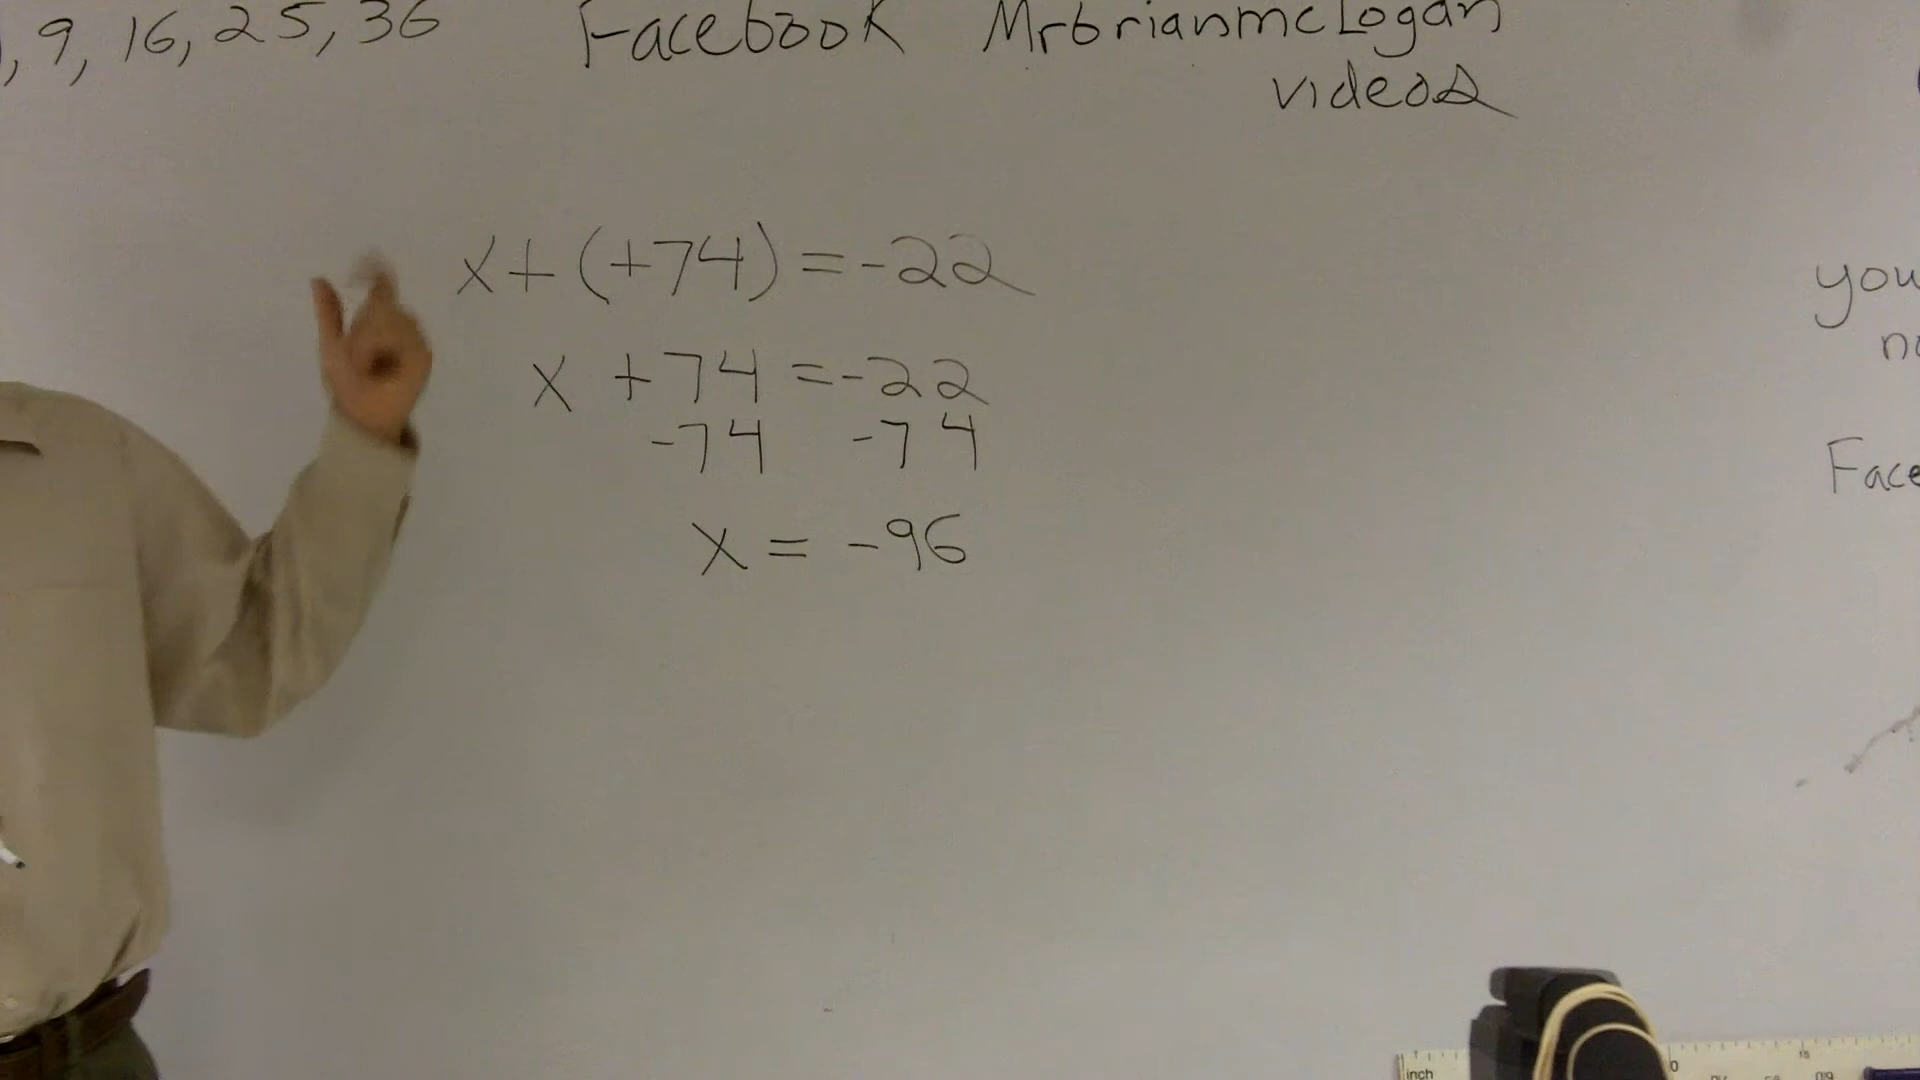 , 9, 16, 25, 36
Facebook Mrbrianmclogan
videos
x + (+74) = -22
x + 74 = -22
-74 -74
x = -96
you
Face
inch